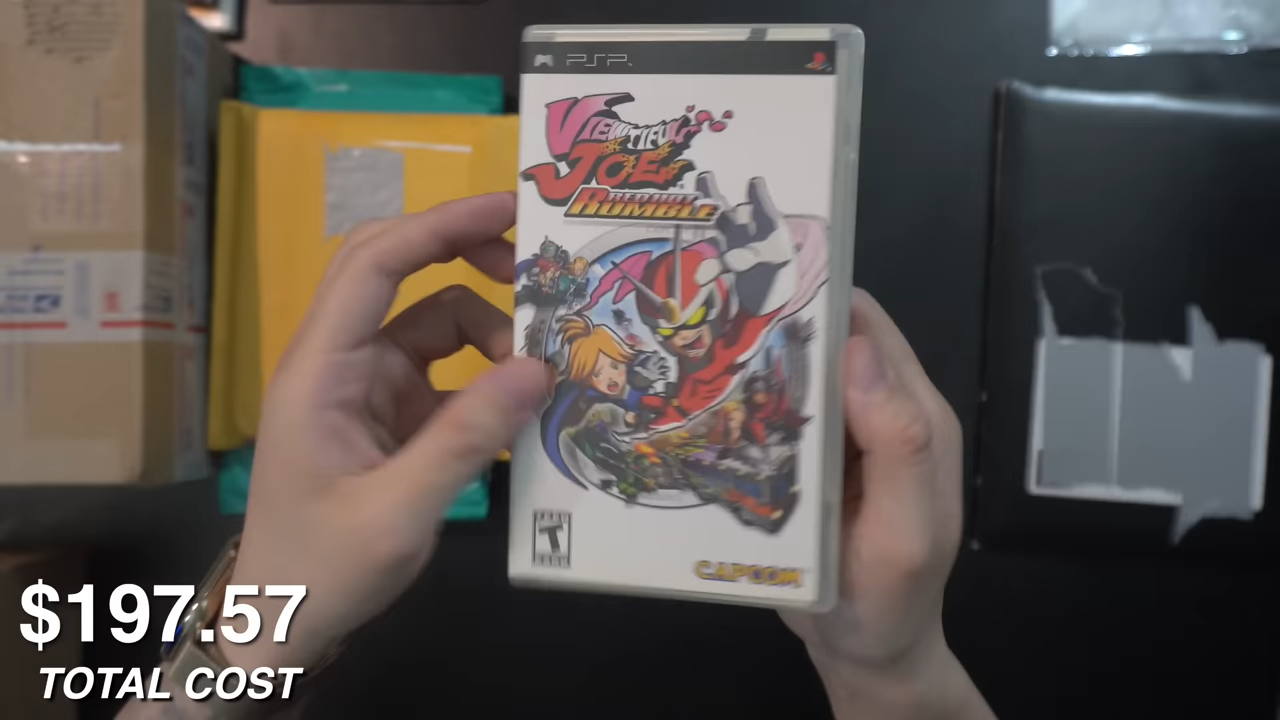 PSP
VIEWTIFUL
JOE
RED HOT
RUMBLE
T
CAPCOM
$197.57
TOTAL COST